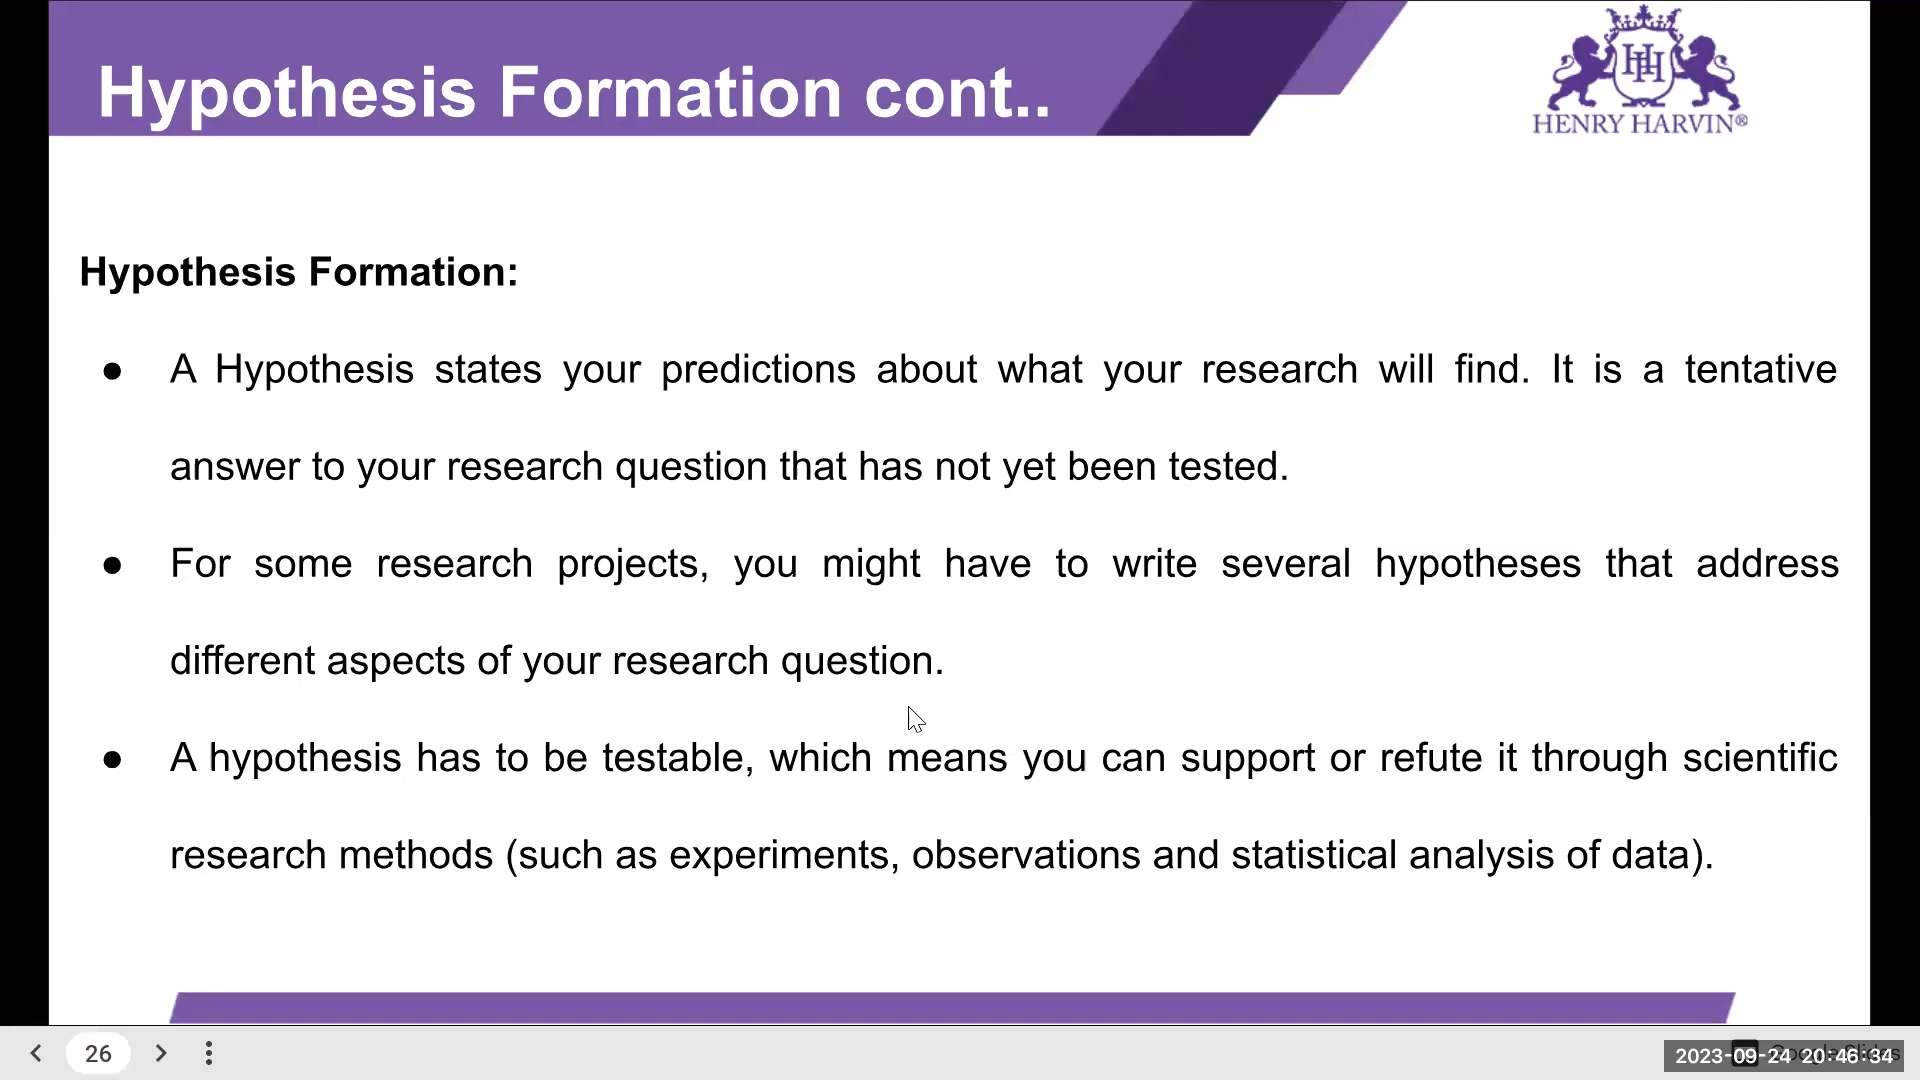 Hypothesis Formation cont..
HH
HENRY HARVIN®
Hypothesis Formation:
● A Hypothesis states your predictions about what your research will find. It is a tentative
answer to your research question that has not yet been tested.
● For some research projects, you might have to write several hypotheses that address
different aspects of your research question.
● A hypothesis has to be testable, which means you can support or refute it through scientific
research methods (such as experiments, observations and statistical analysis of data).
26
2023-09-24 20:46:34